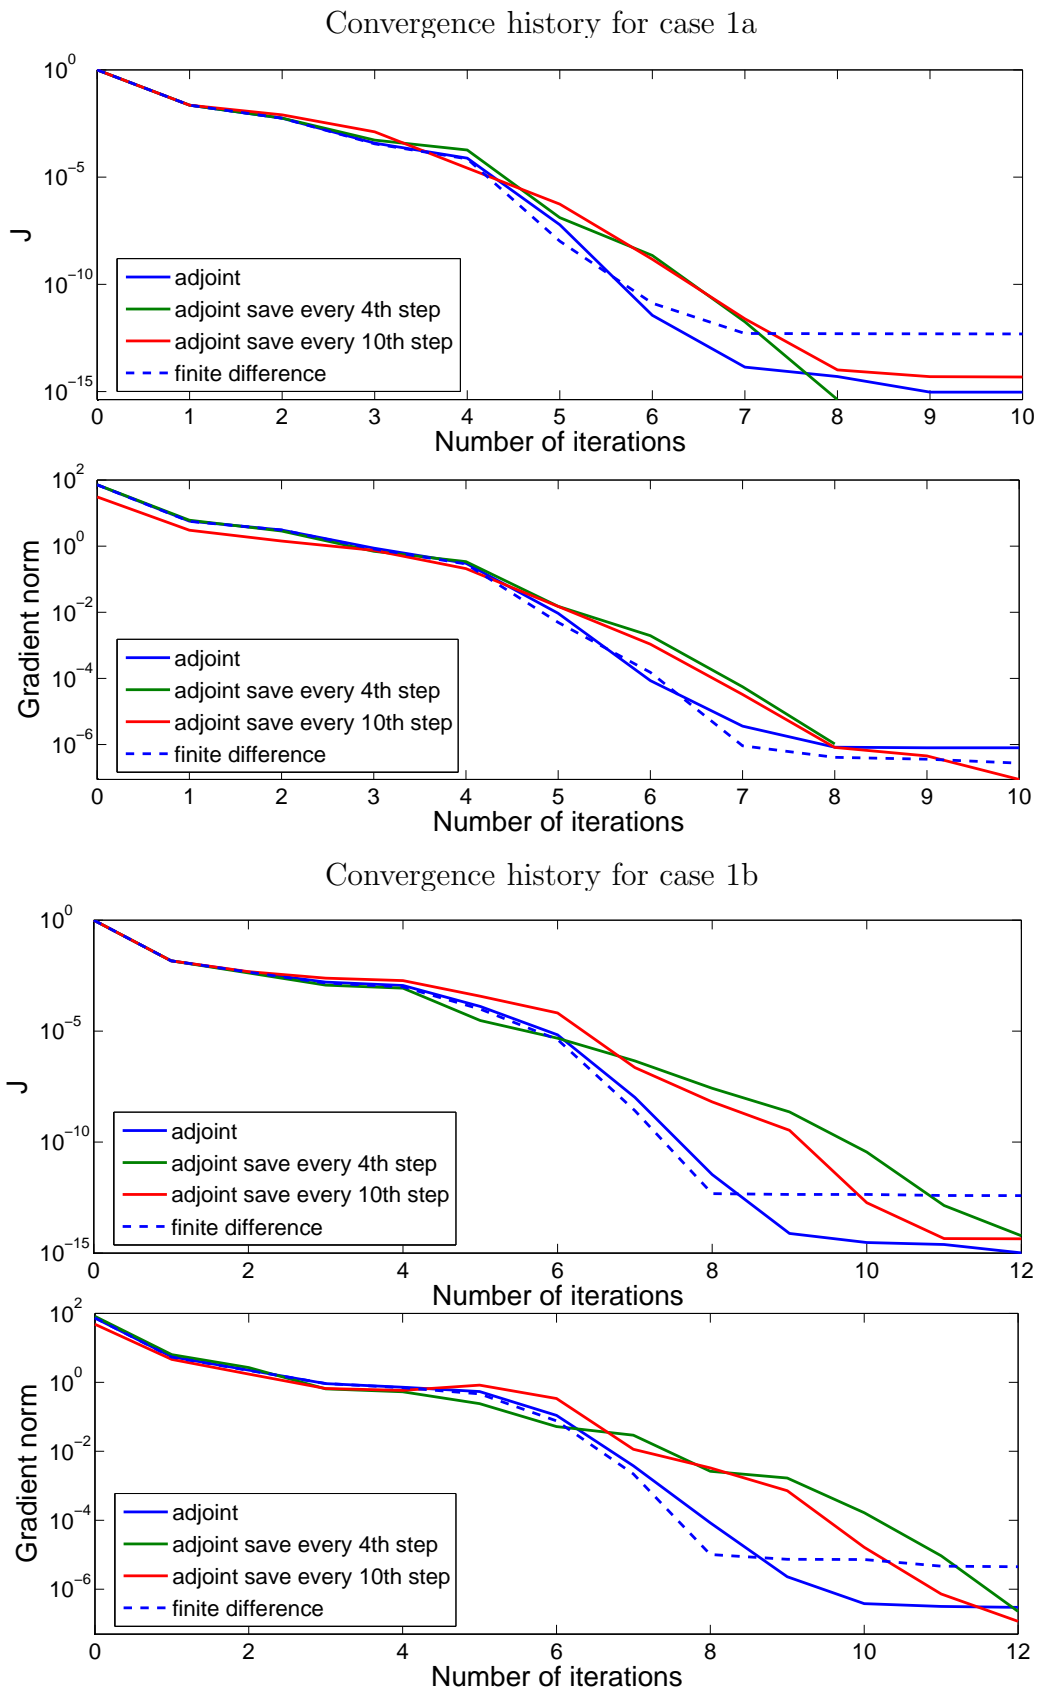 Convergence history for case 1a
10^0
10^−5
10^−10
10^−15
J
adjoint
adjoint save every 4th step
adjoint save every 10th step
finite difference
0 1 2 3 4 5 6 7 8 9 10
Number of iterations
10^2
10^0
10^−2
10^−4
10^−6
Gradient norm
adjoint
adjoint save every 4th step
adjoint save every 10th step
finite difference
0 1 2 3 4 5 6 7 8 9 10
Number of iterations
Convergence history for case 1b
10^0
10^−5
10^−10
10^−15
J
adjoint
adjoint save every 4th step
adjoint save every 10th step
finite difference
0 2 4 6 8 10 12
Number of iterations
10^2
10^0
10^−2
10^−4
10^−6
Gradient norm
adjoint
adjoint save every 4th step
adjoint save every 10th step
finite difference
0 2 4 6 8 10 12
Number of iterations